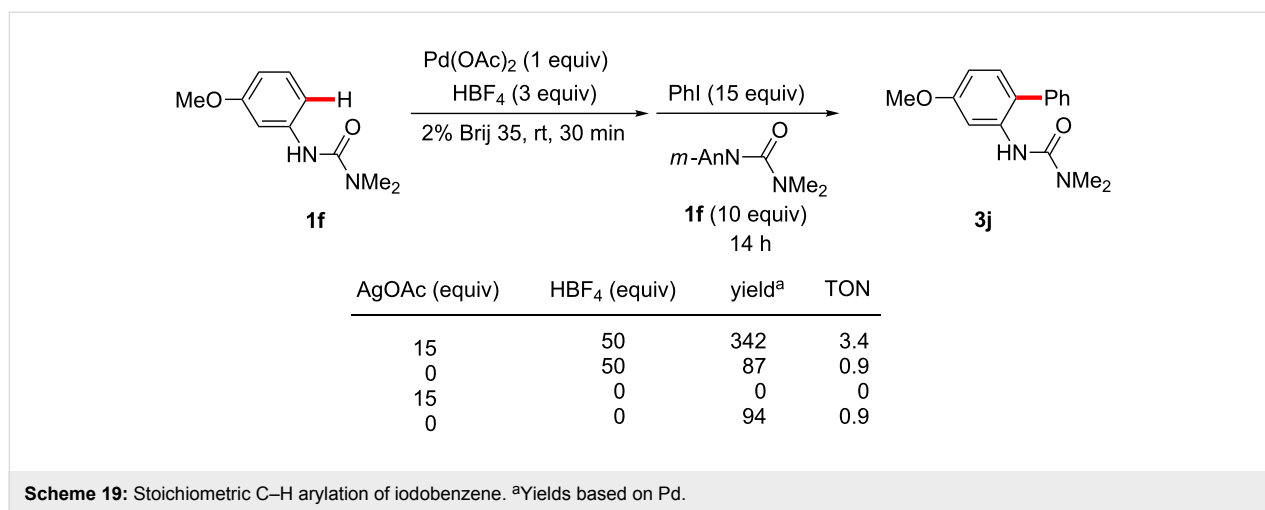 Pd(OAc)2 (1 equiv)
HBF4 (3 equiv)
2% Brij 35, rt, 30 min
PhI (15 equiv)
MeO
H
O
HN
NMe2
1f
m-AnN
O
NMe2
1f (10 equiv)
14 h
MeO
Ph
O
HN
NMe2
3j
AgOAc (equiv) HBF4 (equiv) yielda TON
15 50 342 3.4
0 50 87 0.9
15 0 0 0
0 0 94 0.9
Scheme 19: Stoichiometric C–H arylation of iodobenzene. aYields based on Pd.